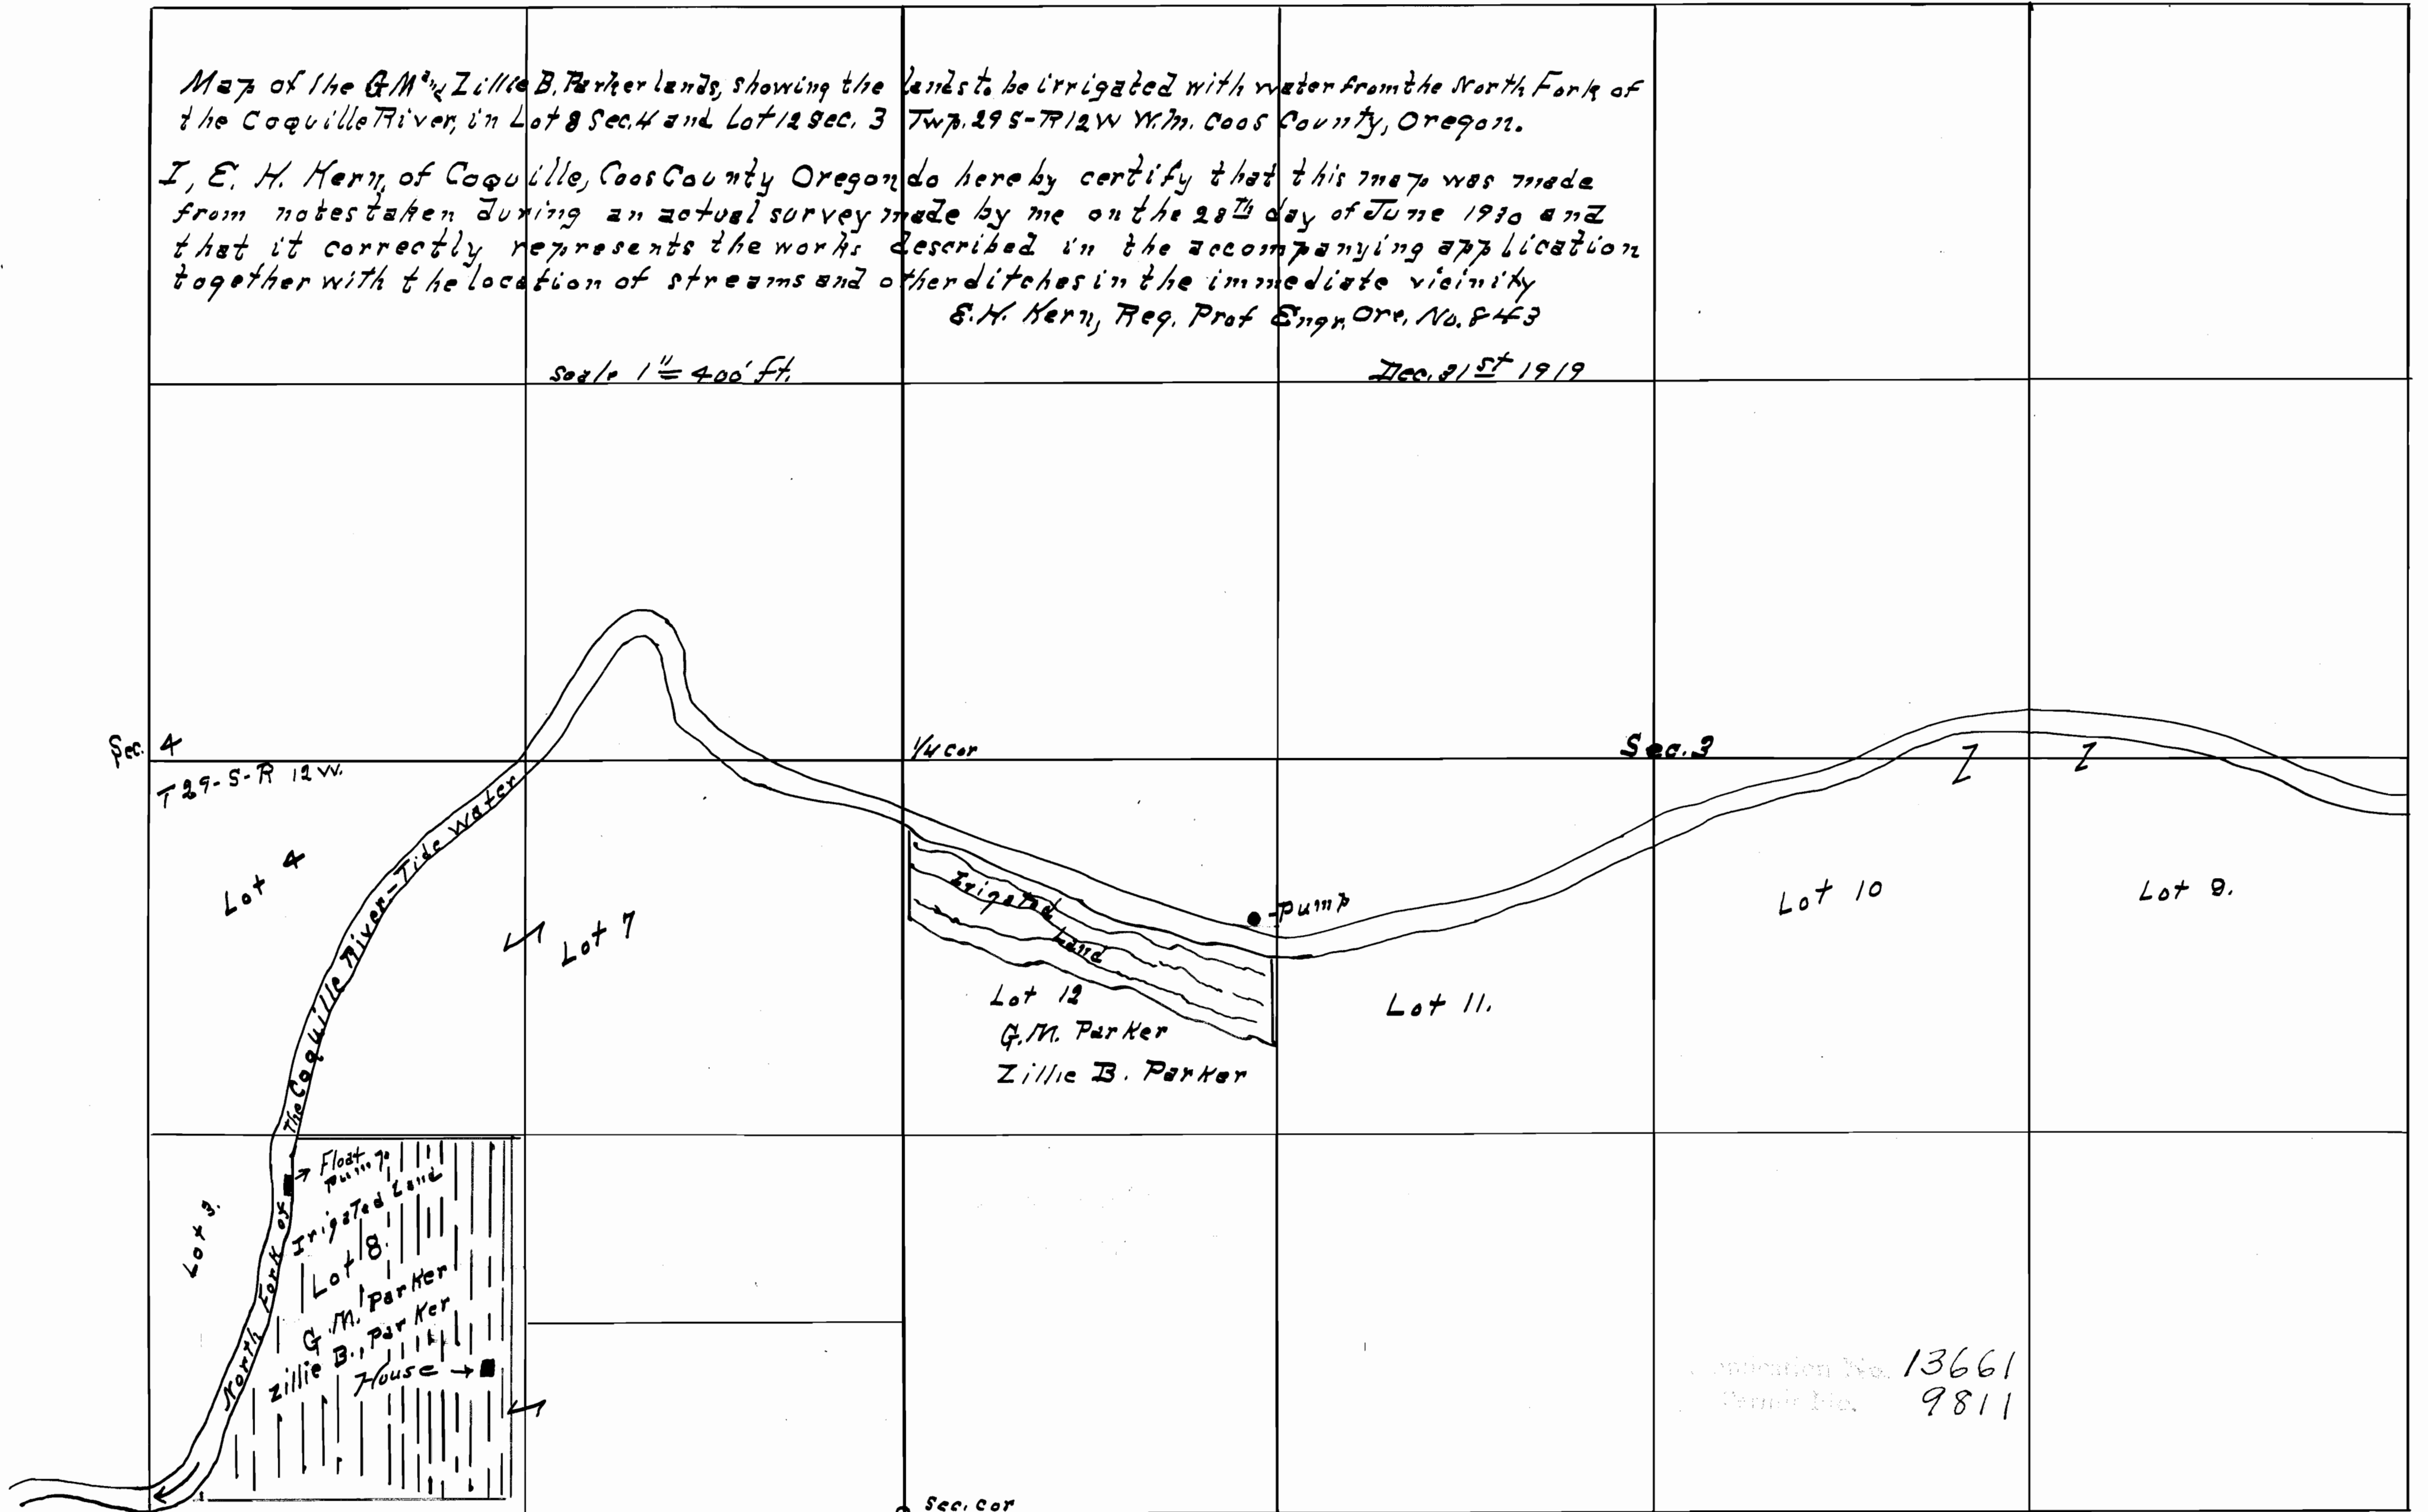 Map of the G.M. and Zillie B. Parker lands, showing the lands to be irrigated with water from the North Fork of
the Coquille River, in Lot 8 Sec. 4 and Lot 12 Sec. 3 Twp. 29 S-R 12 W W.M. Coos County, Oregon.
I, E. H. Kern, of Coquille, Coos County Oregon do hereby certify that this map was made
from notes taken during an actual survey made by me on the 28th day of June 1930 and
that it correctly represents the works described in the accompanying application
together with the location of streams and other ditches in the immediate vicinity
E.H. Kern, Reg. Prof Engr. Ore. No. 843
Scale 1" = 400' ft.
Dec. 31st 1919
Sec. 4
T 29-S-R 12 W.
1/4 cor
Sec. 3
Lot 4
North Fork of The Coquille River-Tide Water
Lot 7
Irigated
Land
-Pump
Lot 12
G.M. Parker
Zillie B. Parker
Lot 11.
Lot 10
Lot 9.
Lot 3.
Float
Pump
Irrigated Land
Lot 8.
G.M. Parker
Zillie B. Parker
House
Application No. 13661
Permit No. 9811
Sec. cor